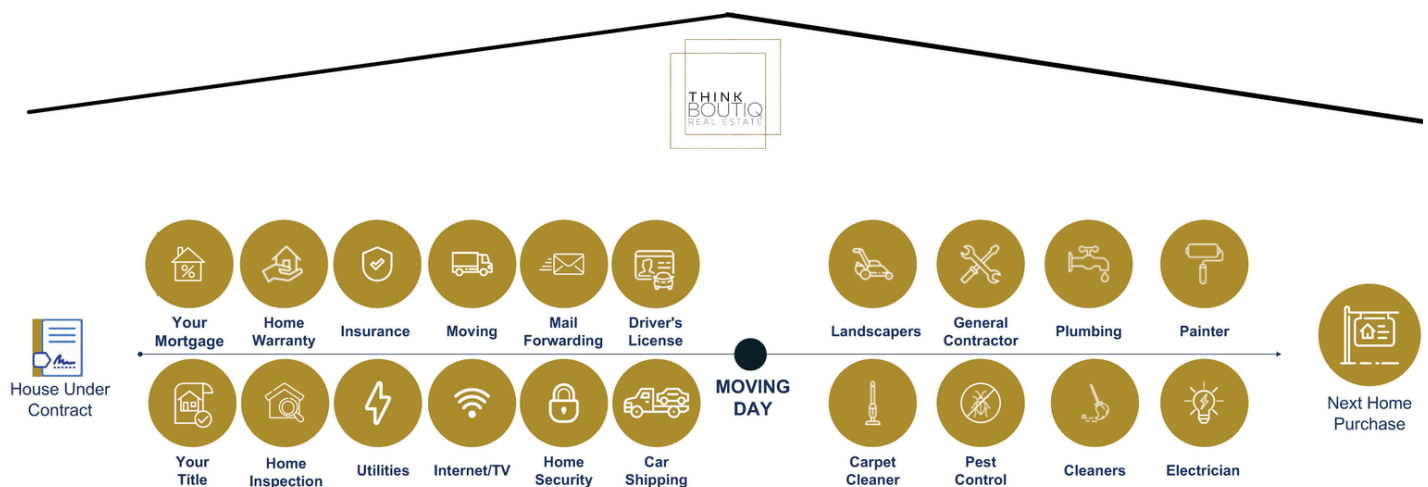 THINK
BOUTIQ
REAL ESTATE
House Under
Contract
Your
Mortgage
Home
Warranty
Insurance
Moving
Mail
Forwarding
Driver's
License
Your
Title
Home
Inspection
Utilities
Internet/TV
Home
Security
Car
Shipping
MOVING
DAY
Landscapers
General
Contractor
Plumbing
Painter
Carpet
Cleaner
Pest
Control
Cleaners
Electrician
Next Home
Purchase